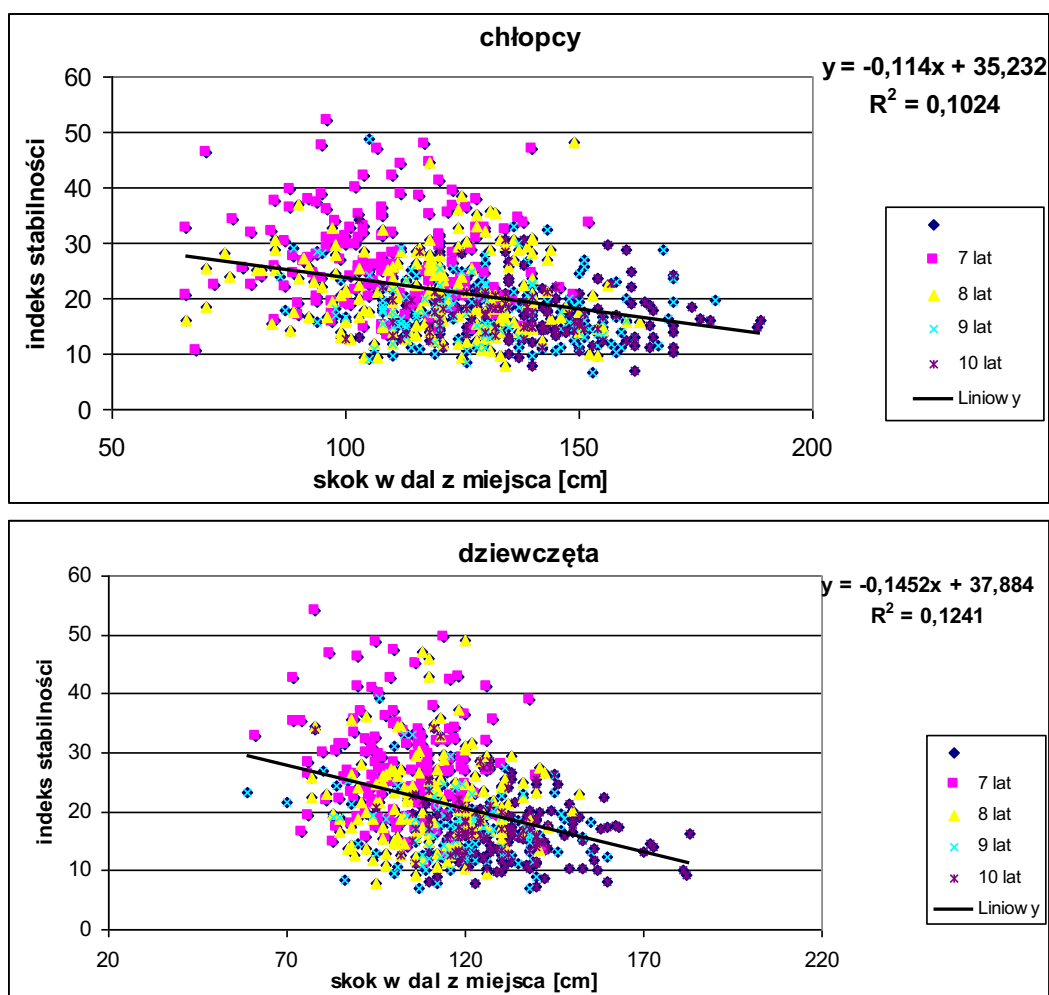 chłopcy
y = -0,114x + 35,232
R² = 0,1024
indeks stabilności
60
50
40
30
20
10
0
50 100 150 200
skok w dal z miejsca [cm]
7 lat
8 lat
9 lat
10 lat
Liniowy
dziewczęta
y = -0,1452x + 37,884
R² = 0,1241
indeks stabilności
60
50
40
30
20
10
0
20 70 120 170 220
skok w dal z miejsca [cm]
7 lat
8 lat
9 lat
10 lat
Liniowy